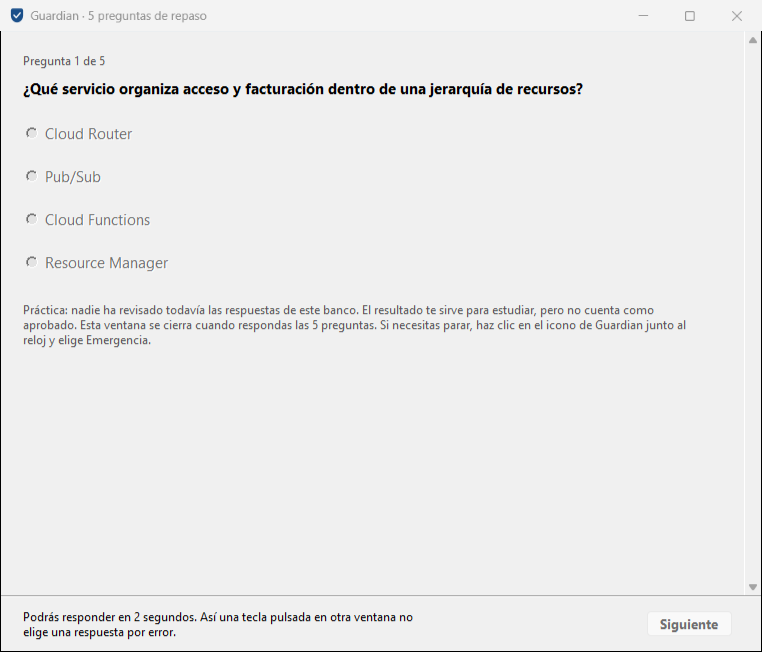 Guardian · 5 preguntas de repaso
Pregunta 1 de 5
¿Qué servicio organiza acceso y facturación dentro de una jerarquía de recursos?
Cloud Router
Pub/Sub
Cloud Functions
Resource Manager
Práctica: nadie ha revisado todavía las respuestas de este banco. El resultado te sirve para estudiar, pero no cuenta como
aprobado. Esta ventana se cierra cuando respondas las 5 preguntas. Si necesitas parar, haz clic en el icono de Guardian junto al
reloj y elige Emergencia.
Podrás responder en 2 segundos. Así una tecla pulsada en otra ventana no
elige una respuesta por error.
Siguiente